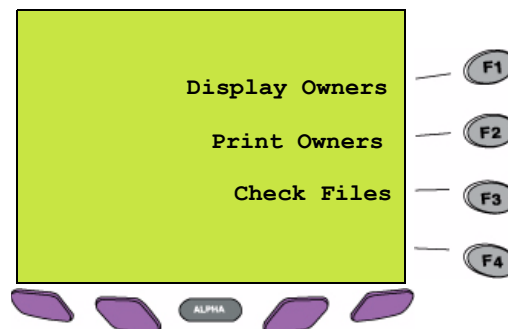 Display Owners
F1
Print Owners
F2
Check Files
F3
F4
ALPHA